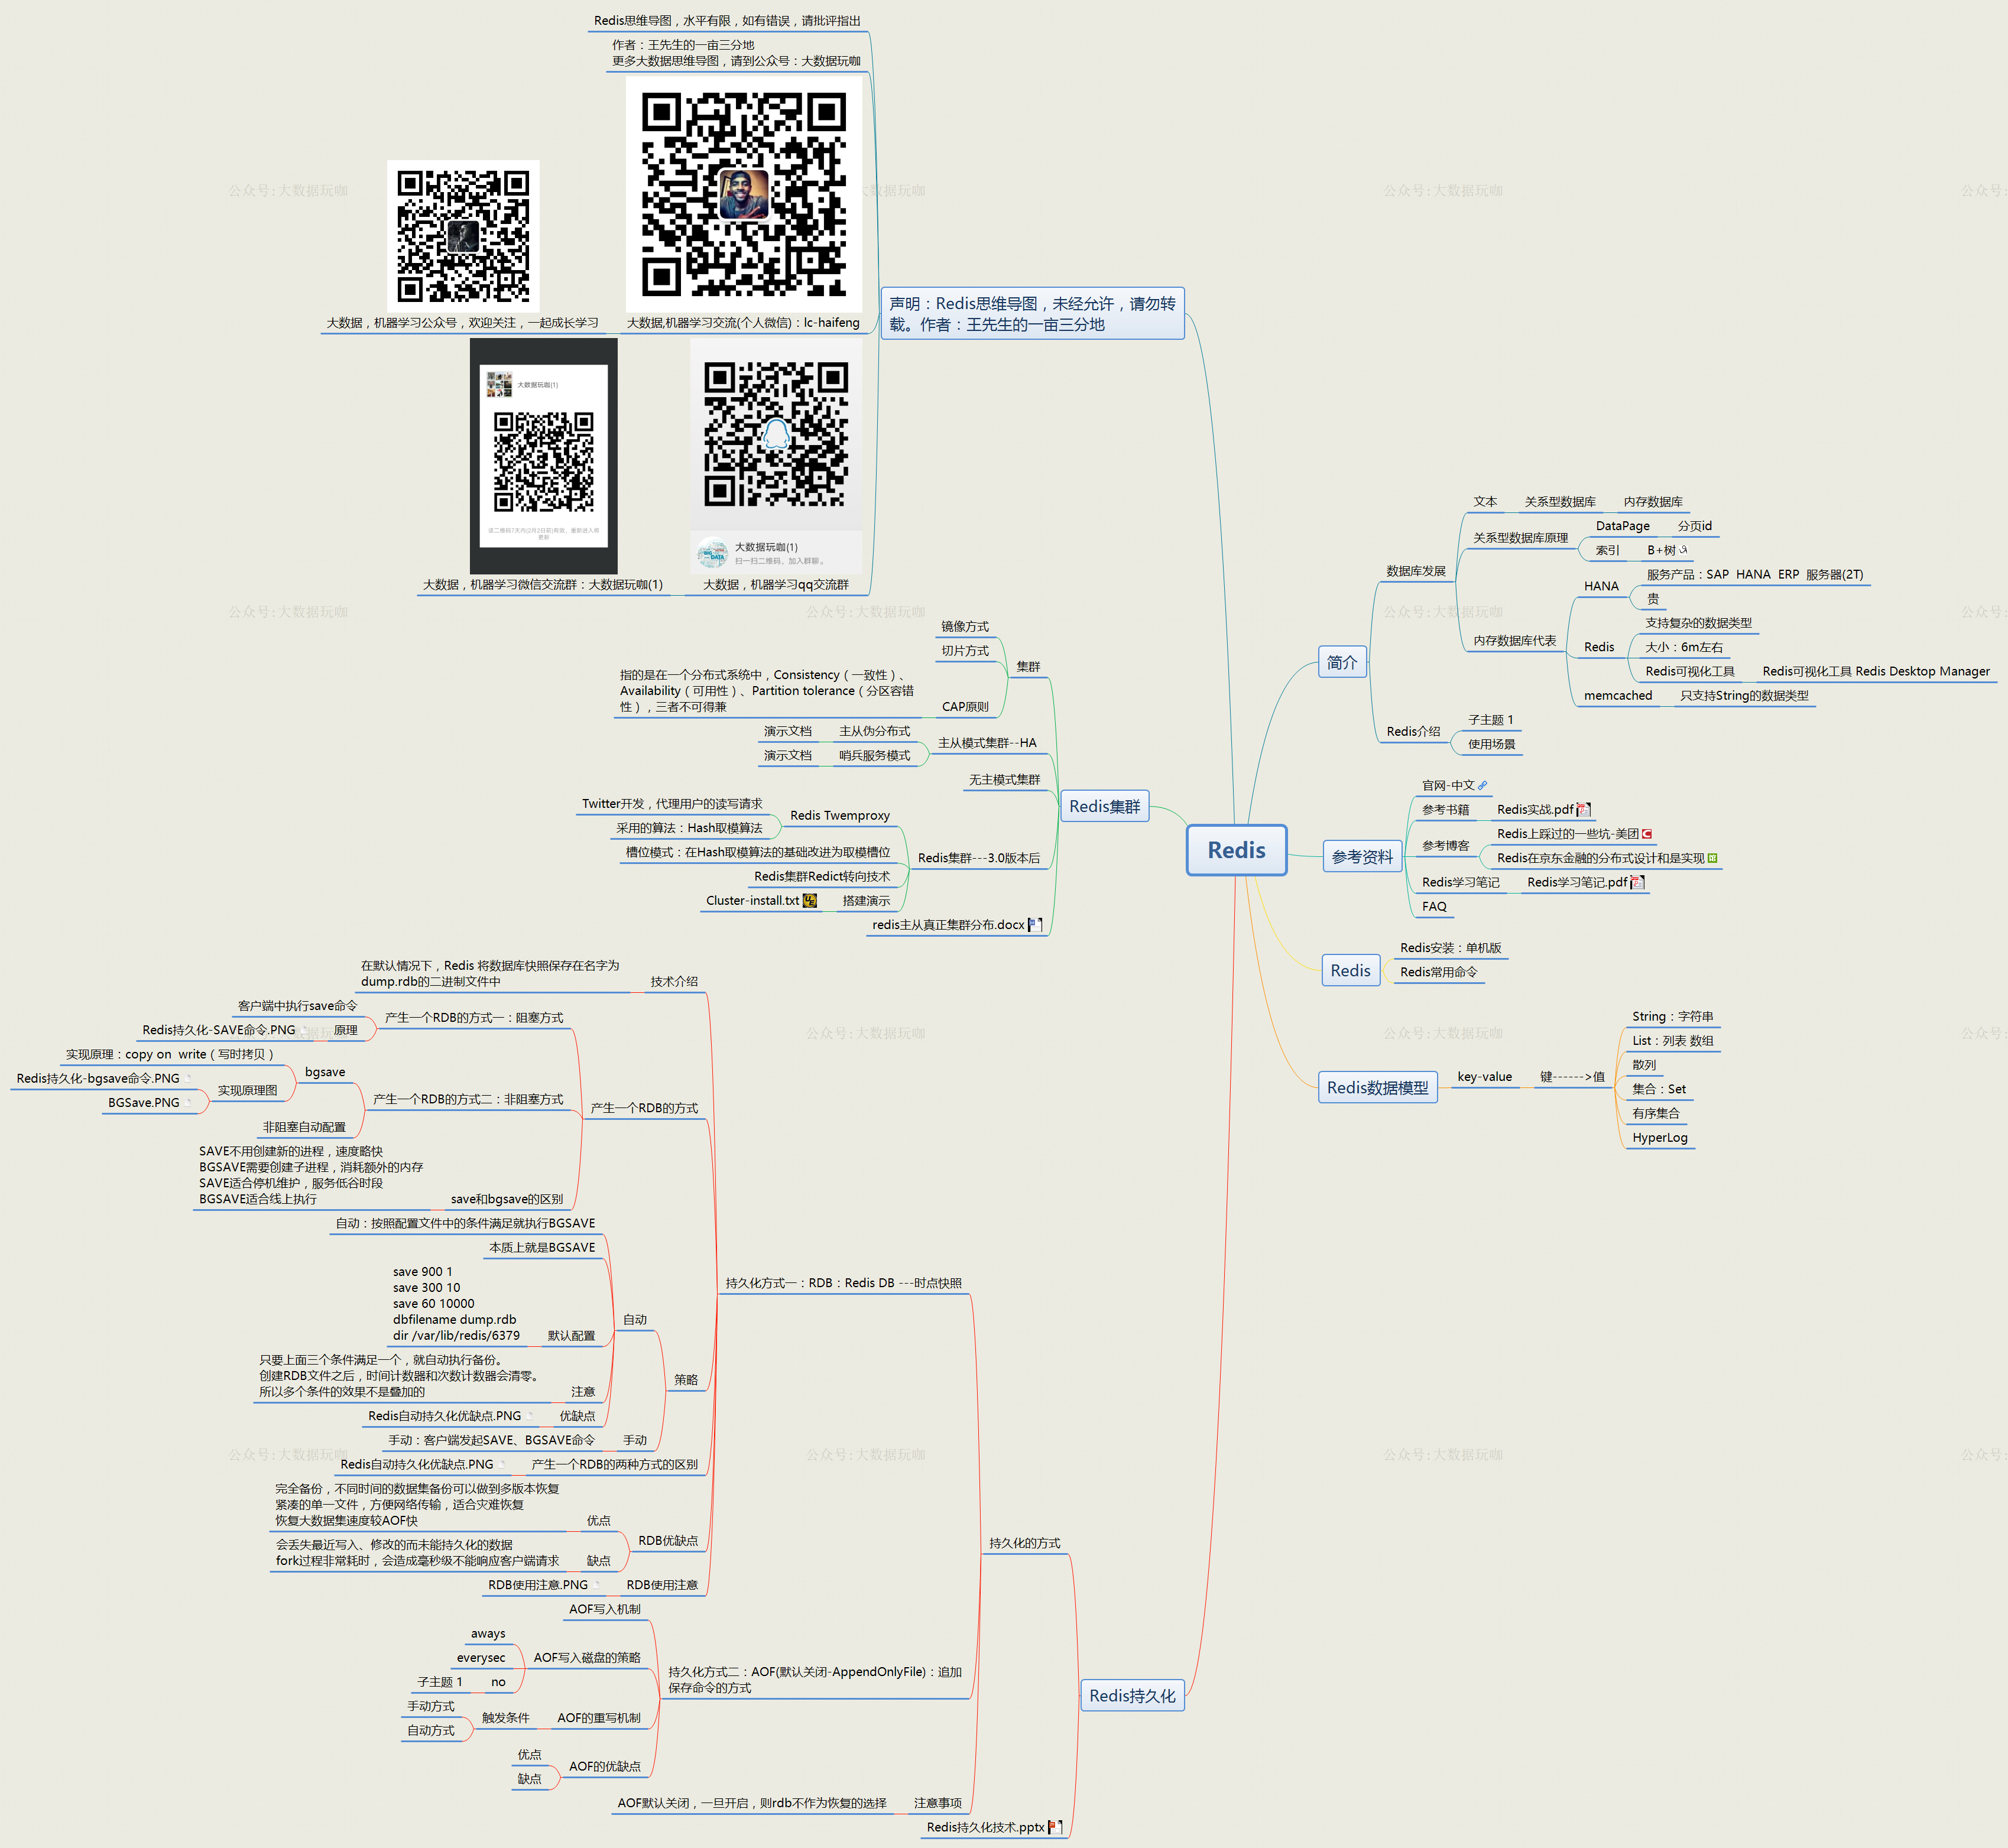 Redis思维导图，水平有限，如有错误，请批评指出
作者：王先生的一亩三分地
更多大数据思维导图，请到公众号：大数据玩咖
大数据，机器学习公众号，欢迎关注，一起成长学习
大数据,机器学习交流(个人微信)：lc-haifeng
大数据玩咖(1)
大数据玩咖(1)
扫一扫二维码，加入群聊。
大数据，机器学习微信交流群：大数据玩咖(1)
大数据，机器学习qq交流群
声明：Redis思维导图，未经允许，请勿转
载。作者：王先生的一亩三分地
Redis
简介
数据库发展
文本
关系型数据库
内存数据库
关系型数据库原理
DataPage
分页id
索引
B+树
内存数据库代表
HANA
服务产品：SAP HANA ERP 服务器(2T)
贵
Redis
支持复杂的数据类型
大小：6m左右
Redis可视化工具
Redis可视化工具 Redis Desktop Manager
memcached
只支持String的数据类型
Redis介绍
子主题 1
使用场景
参考资料
官网-中文
参考书籍
Redis实战.pdf
参考博客
Redis上踩过的一些坑-美团
Redis在京东金融的分布式设计和是实现
Redis学习笔记
Redis学习笔记.pdf
FAQ
Redis
Redis安装：单机版
Redis常用命令
Redis数据模型
key-value
键------>值
String：字符串
List：列表 数组
散列
集合：Set
有序集合
HyperLog
Redis集群
集群
镜像方式
切片方式
CAP原则
指的是在一个分布式系统中，Consistency（一致性）、
Availability（可用性）、Partition tolerance（分区容错
性），三者不可得兼
主从模式集群--HA
主从伪分布式
演示文档
哨兵服务模式
演示文档
无主模式集群
Redis集群---3.0版本后
Redis Twemproxy
Twitter开发，代理用户的读写请求
采用的算法：Hash取模算法
槽位模式：在Hash取模算法的基础改进为取模槽位
Redis集群Redict转向技术
搭建演示
Cluster-install.txt
redis主从真正集群分布.docx
Redis持久化
持久化的方式
持久化方式一：RDB：Redis DB ---时点快照
技术介绍
在默认情况下，Redis 将数据库快照保存在名字为
dump.rdb的二进制文件中
产生一个RDB的方式
产生一个RDB的方式一：阻塞方式
客户端中执行save命令
原理
Redis持久化-SAVE命令.PNG
产生一个RDB的方式二：非阻塞方式
bgsave
实现原理：copy on write（写时拷贝）
实现原理图
Redis持久化-bgsave命令.PNG
BGSave.PNG
非阻塞自动配置
save和bgsave的区别
SAVE不用创建新的进程，速度略快
BGSAVE需要创建子进程，消耗额外的内存
SAVE适合停机维护，服务低谷时段
BGSAVE适合线上执行
策略
自动
自动：按照配置文件中的条件满足就执行BGSAVE
本质上就是BGSAVE
默认配置
save 900 1
save 300 10
save 60 10000
dbfilename dump.rdb
dir /var/lib/redis/6379
注意
只要上面三个条件满足一个，就自动执行备份。
创建RDB文件之后，时间计数器和次数计数器会清零。
所以多个条件的效果不是叠加的
优缺点
Redis自动持久化优缺点.PNG
手动
手动：客户端发起SAVE、BGSAVE命令
产生一个RDB的两种方式的区别
Redis自动持久化优缺点.PNG
RDB优缺点
优点
完全备份，不同时间的数据集备份可以做到多版本恢复
紧凑的单一文件，方便网络传输，适合灾难恢复
恢复大数据集速度较AOF快
缺点
会丢失最近写入、修改的而未能持久化的数据
fork过程非常耗时，会造成毫秒级不能响应客户端请求
RDB使用注意
RDB使用注意.PNG
持久化方式二：AOF(默认关闭-AppendOnlyFile)：追加
保存命令的方式
AOF写入机制
AOF写入磁盘的策略
aways
everysec
no
子主题 1
AOF的重写机制
触发条件
手动方式
自动方式
AOF的优缺点
优点
缺点
注意事项
AOF默认关闭，一旦开启，则rdb不作为恢复的选择
Redis持久化技术.pptx
公众号:大数据玩咖